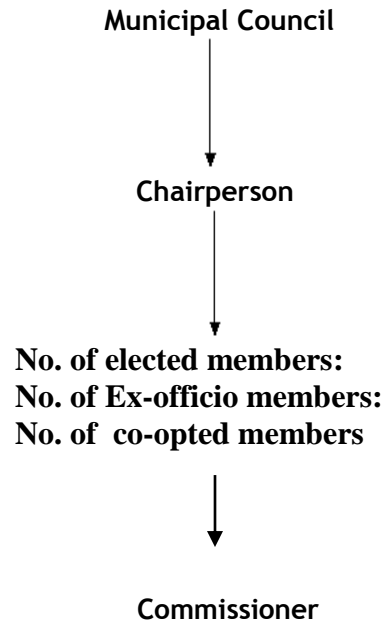 Municipal Council
Chairperson
No. of elected members:
No. of Ex-officio members:
No. of co-opted members
Commissioner